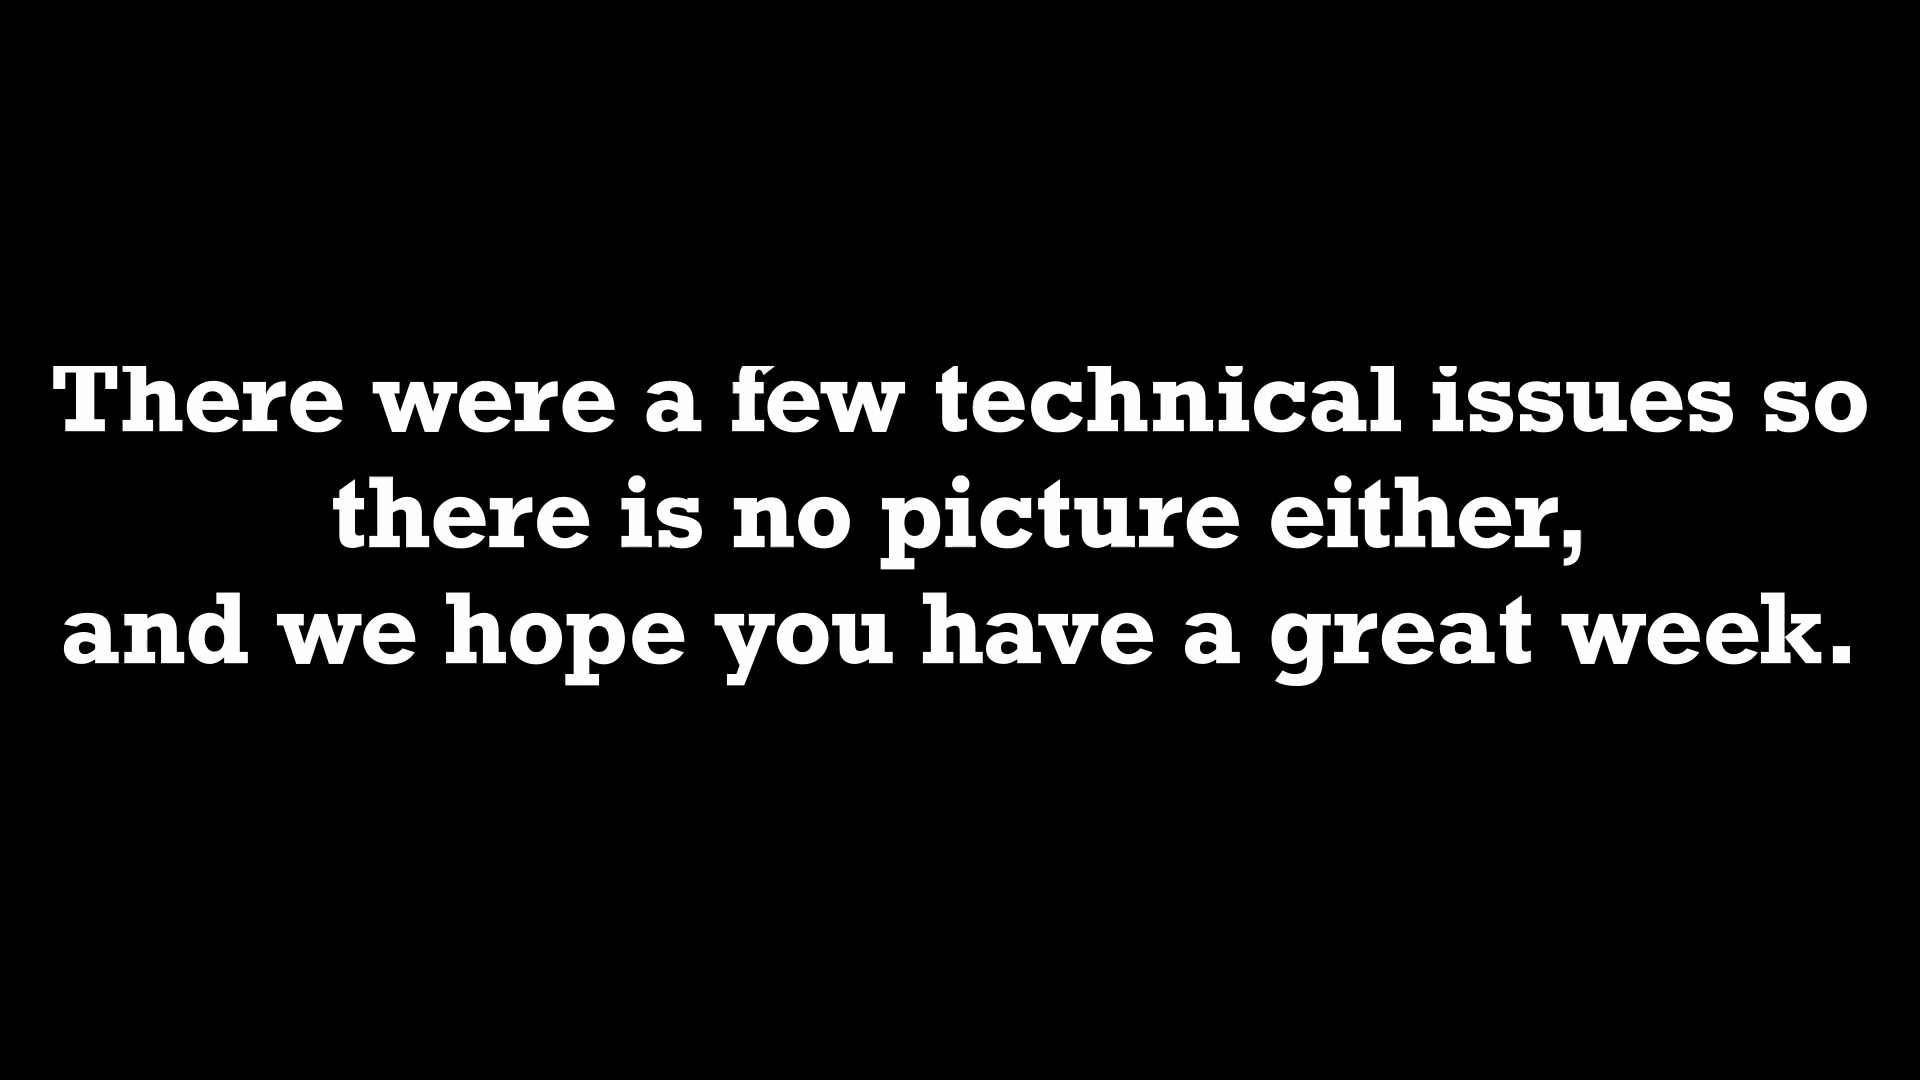 There were a few technical issues so
there is no picture either,
and we hope you have a great week.